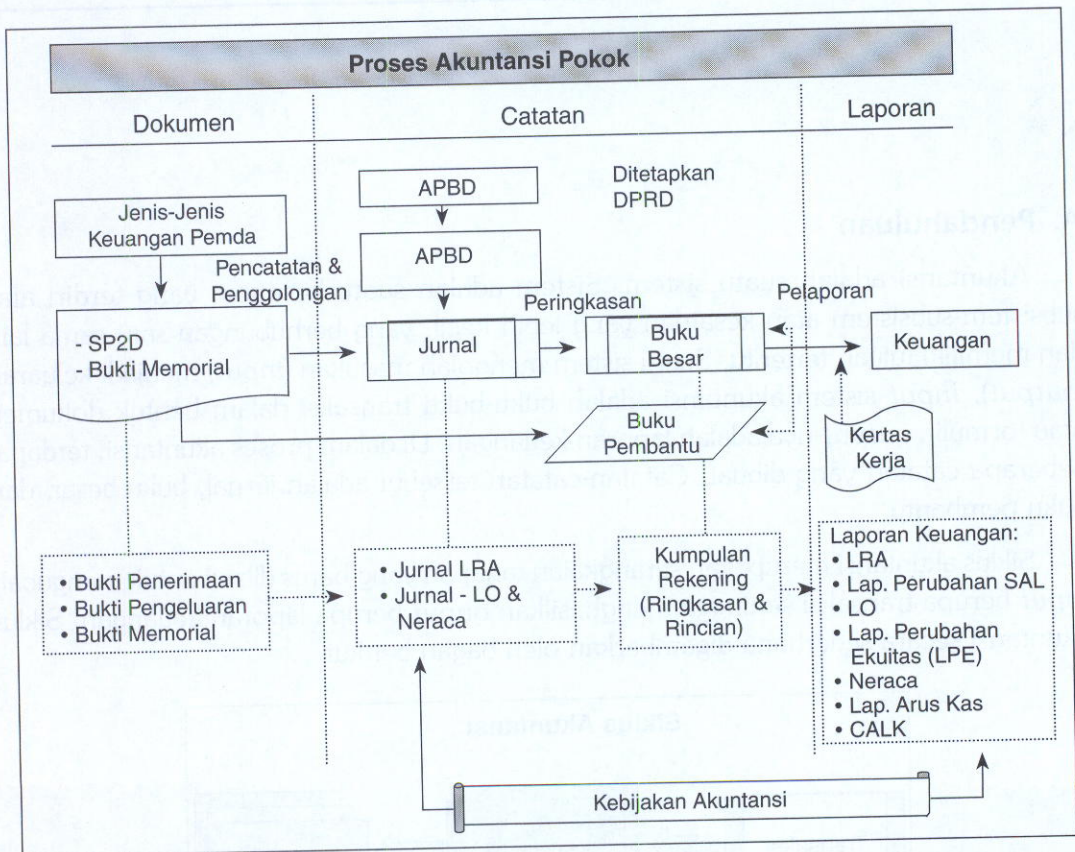 Proses Akuntansi Pokok
Dokumen
Catatan
Laporan
Jenis-Jenis
Keuangan Pemda
APBD
Ditetapkan
DPRD
APBD
Pencatatan &
Penggolongan
Peringkasan
Pelaporan
- SP2D
- Bukti Memorial
Jurnal
Buku
Besar
Keuangan
Buku
Pembantu
Kertas
Kerja
• Bukti Penerimaan
• Bukti Pengeluaran
• Bukti Memorial
• Jurnal LRA
• Jurnal - LO &
Neraca
Kumpulan
Rekening
(Ringkasan &
Rincian)
Laporan Keuangan:
• LRA
• Lap. Perubahan SAL
• LO
• Lap. Perubahan
Ekuitas (LPE)
• Neraca
• Lap. Arus Kas
• CALK
Kebijakan Akuntansi